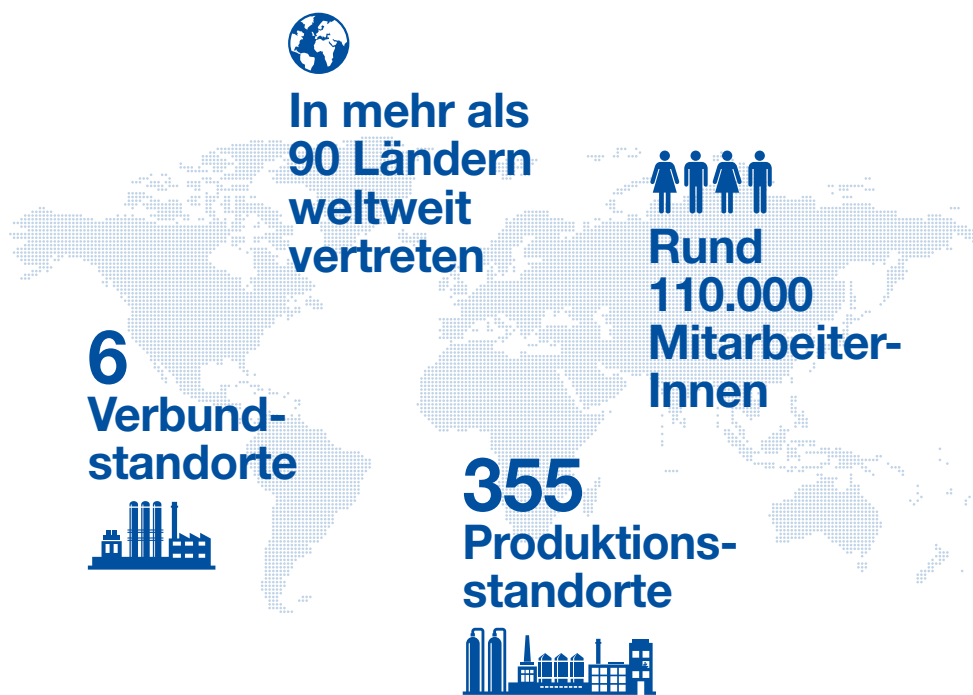 In mehr als
90 Ländern
weltweit
vertreten
Rund
110.000
Mitarbeiter-
Innen
6
Verbund-
standorte
355
Produktions-
standorte